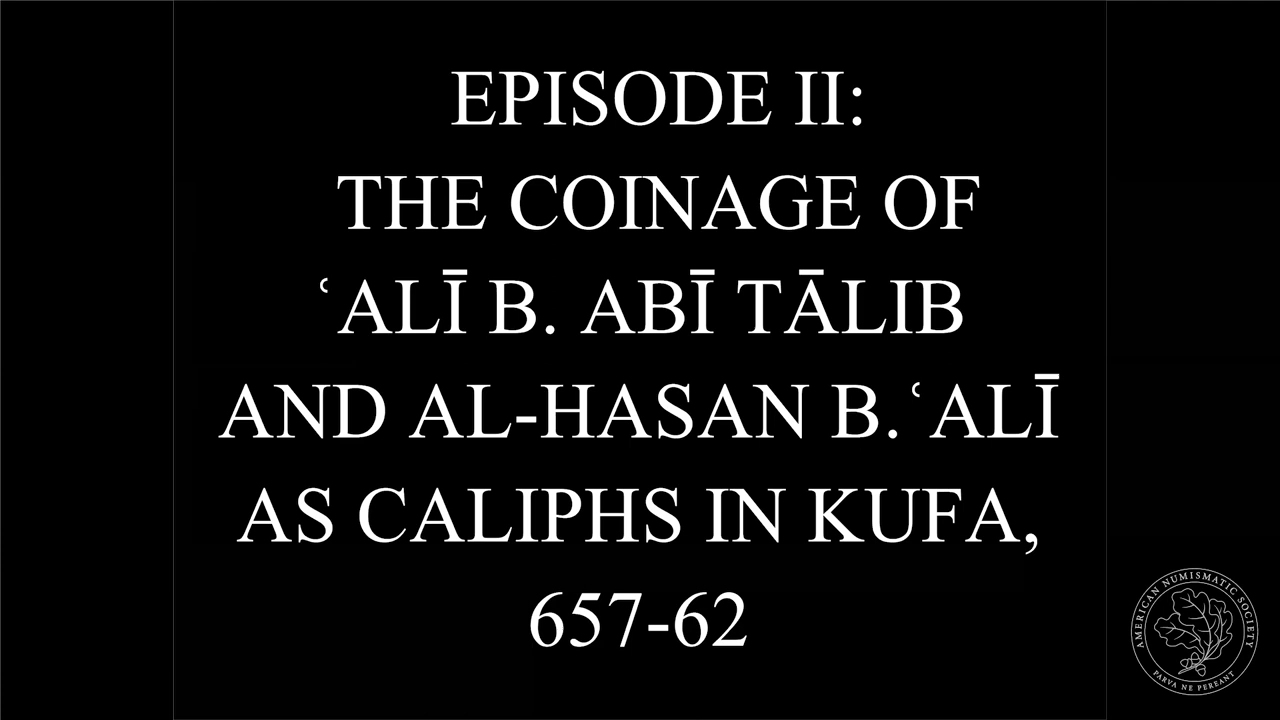 EPISODE II:
THE COINAGE OF
ʿALĪ B. ABĪ TĀLIB
AND AL-HASAN B.ʿALĪ
AS CALIPHS IN KUFA,
657-62
AMERICAN NUMISMATIC SOCIETY
PARVA NE PEREANT